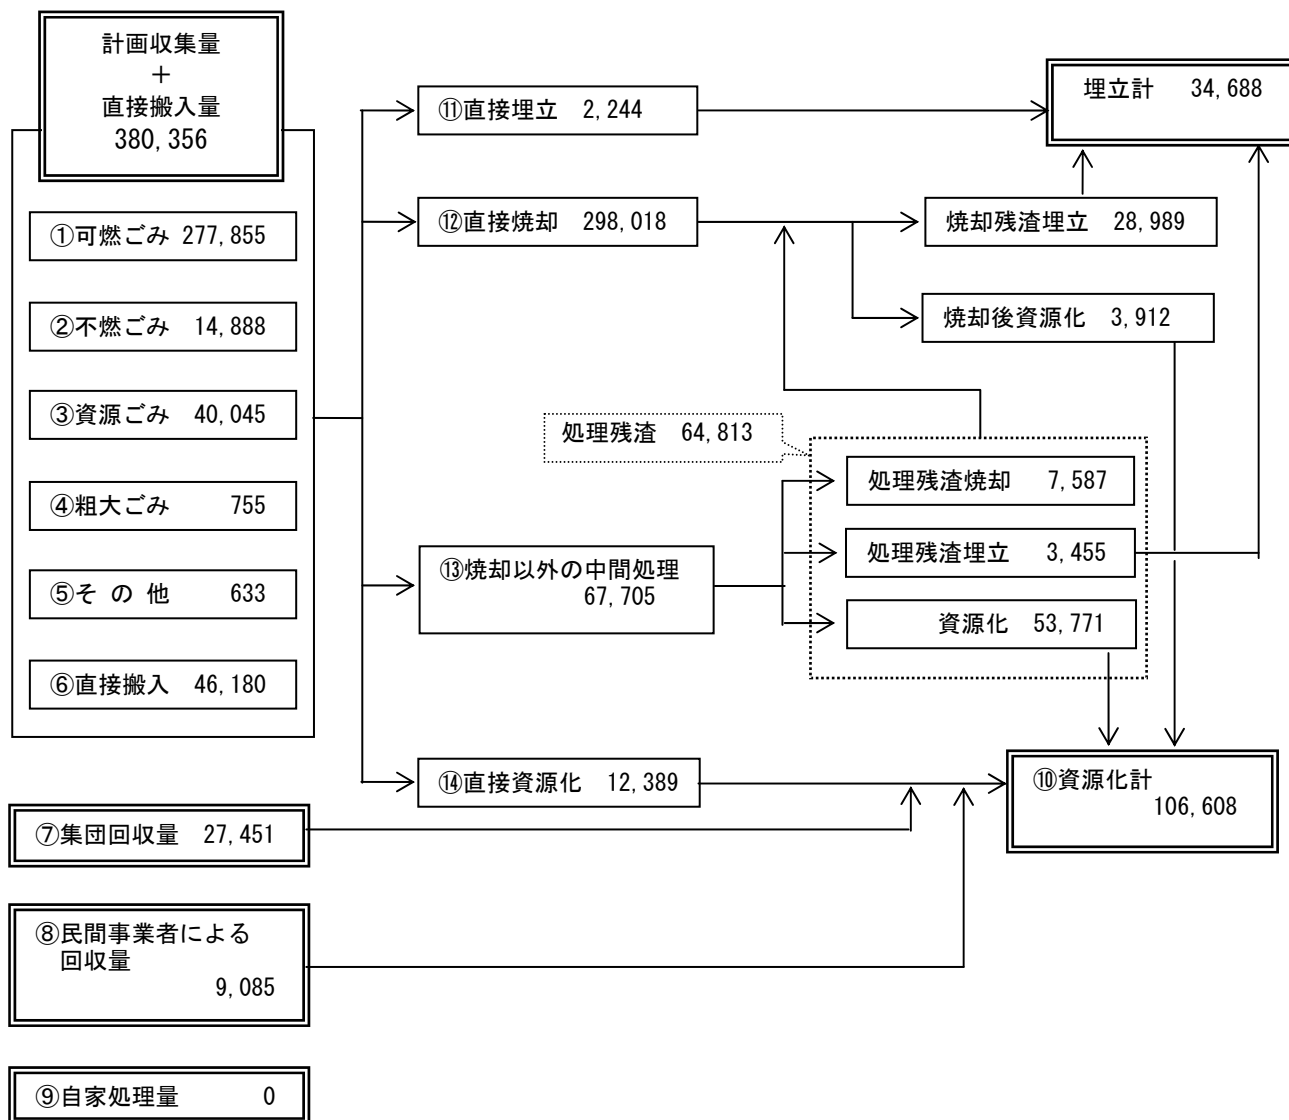 計画収集量
＋
直接搬入量
380,356
①可燃ごみ 277,855
②不燃ごみ 14,888
③資源ごみ 40,045
④粗大ごみ 755
⑤そ の 他 633
⑥直接搬入 46,180
⑦集団回収量 27,451
⑧民間事業者による
回収量
9,085
⑨自家処理量 0
⑪直接埋立 2,244
⑫直接焼却 298,018
⑬焼却以外の中間処理
67,705
⑭直接資源化 12,389
埋立計 34,688
焼却残渣埋立 28,989
焼却後資源化 3,912
処理残渣 64,813
処理残渣焼却 7,587
処理残渣埋立 3,455
資源化 53,771
⑩資源化計
106,608